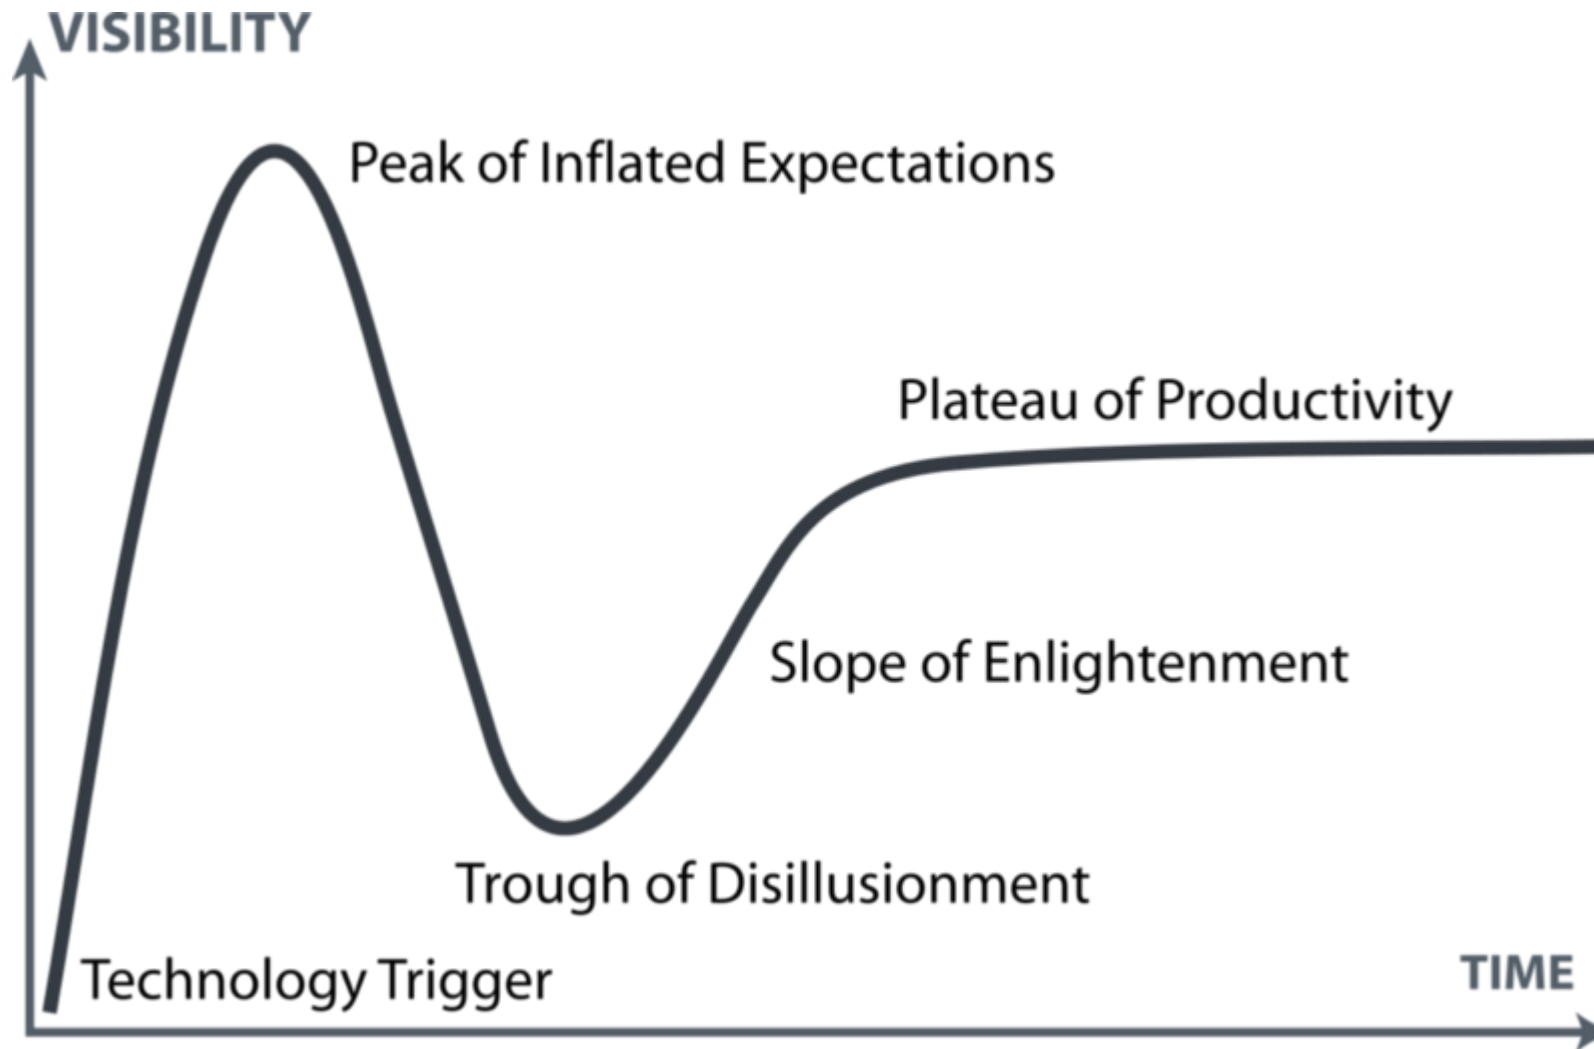 VISIBILITY
Peak of Inflated Expectations
Plateau of Productivity
Slope of Enlightenment
Trough of Disillusionment
Technology Trigger
TIME